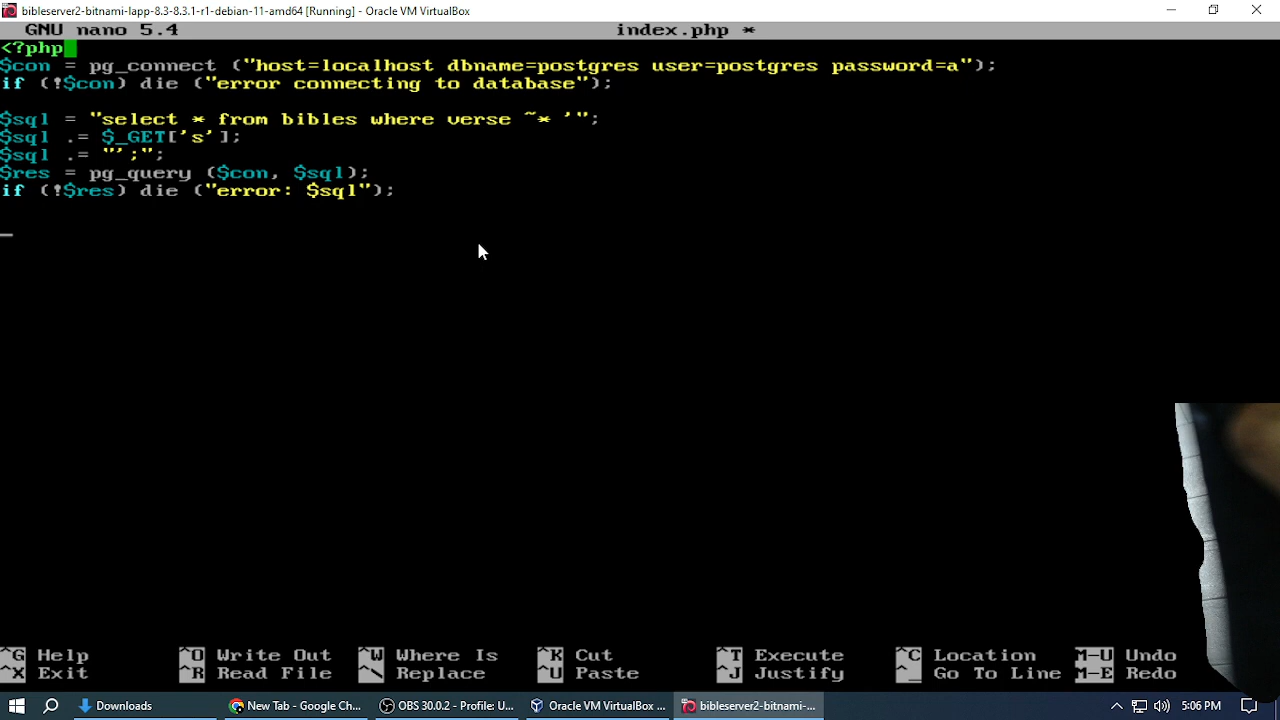 bibleserver2-bitnami-lapp-8.3-8.3.1-r1-debian-11-amd64 [Running] - Oracle VM VirtualBox
GNU nano 5.4 index.php *
<?php
$con = pg_connect ("host=localhost dbname=postgres user=postgres password=a");
if (!$con) die ("error connecting to database");
$sql = "select * from bibles where verse ~* '";
$sql .= $_GET['s'];
$sql .= "';";
$res = pg_query ($con, $sql);
if (!$res) die ("error: $sql");
^G Help ^O Write Out ^W Where Is ^K Cut ^T Execute ^C Location M-U Undo
^X Exit ^R Read File ^\ Replace ^U Paste ^J Justify ^_ Go To Line M-E Redo
Downloads New Tab - Google Ch... OBS 30.0.2 - Profile: U... Oracle VM VirtualBox ... bibleserver2-bitnami-... 5:06 PM